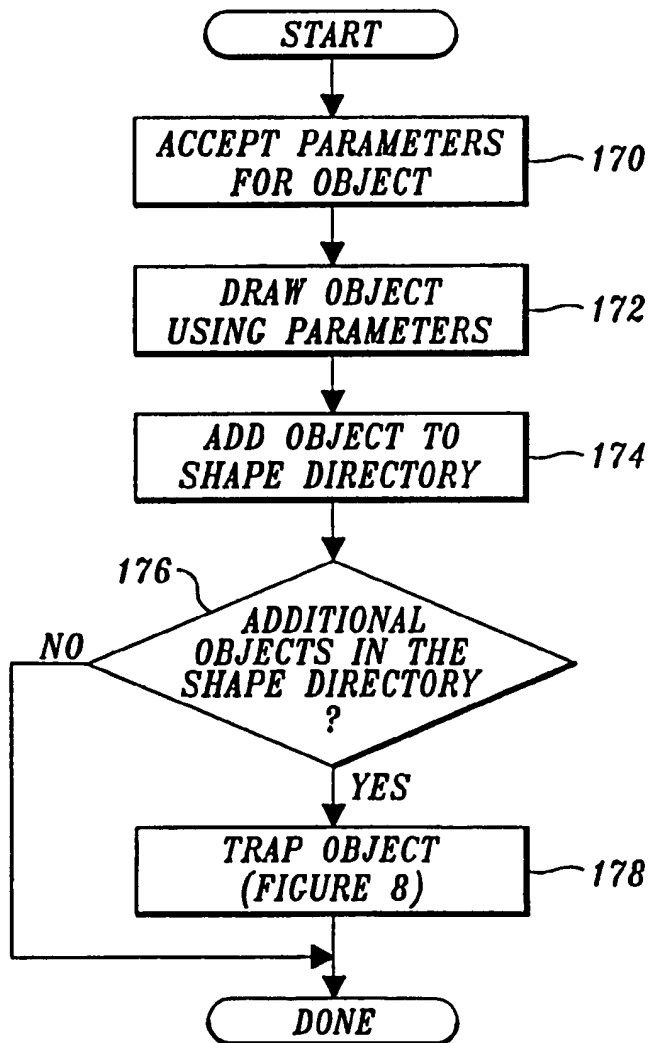 START
ACCEPT PARAMETERS
FOR OBJECT
170
DRAW OBJECT
USING PARAMETERS
172
ADD OBJECT TO
SHAPE DIRECTORY
174
176
ADDITIONAL
OBJECTS IN THE
SHAPE DIRECTORY
?
NO
YES
TRAP OBJECT
(FIGURE 8)
178
DONE